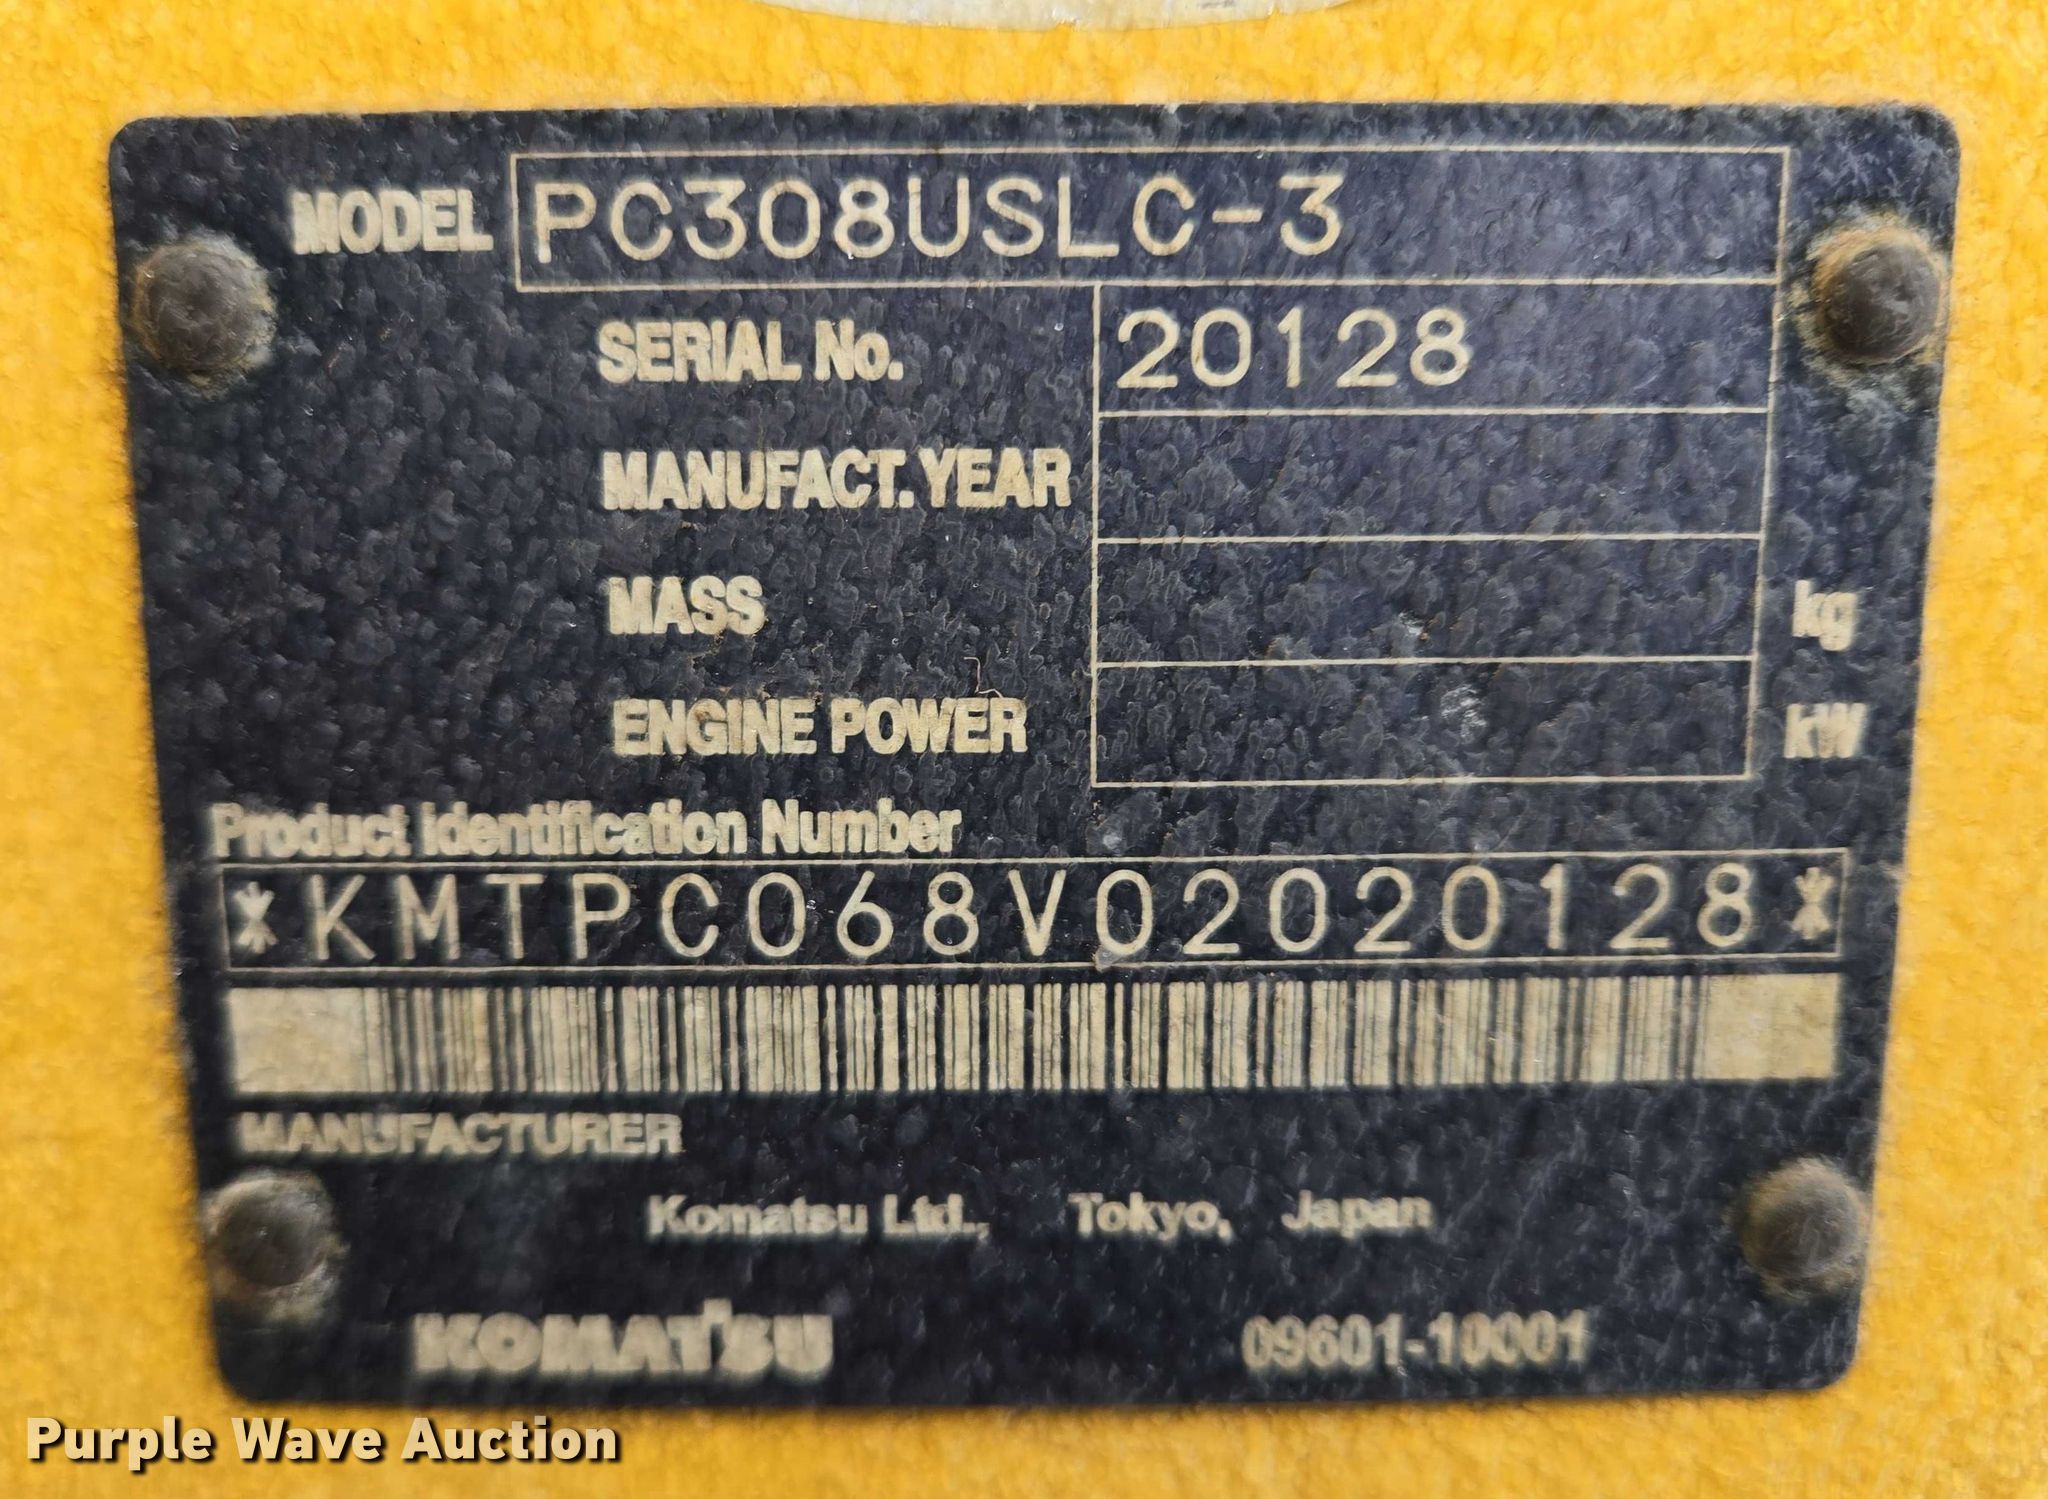 MODEL PC308USLC-3
SERIAL No. 20128
MANUFACT. YEAR
MASS kg
ENGINE POWER kW
Product Identification Number
*KMTPC068V02020128*
MANUFACTURER
Komatsu Ltd., Tokyo, Japan
KOMATSU 09601-10001
Purple Wave Auction